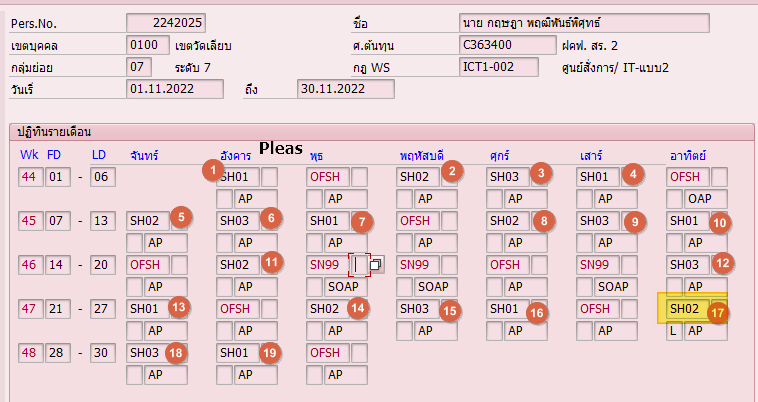 Pers.No. 2242025 ชื่อ นาย กฤษฎา พฤฒิพันธ์พิศุทธ์
เขตบุคคล 0100 เขตวัดเลียบ ศ.ต้นทุน C363400 ฝคฟ. สร. 2
กลุ่มย่อย 07 ระดับ 7 กฎ WS ICT1-002 ศูนย์สั่งการ/ IT-แบบ2
วันเริ่ 01.11.2022 ถึง 30.11.2022
ปฏิทินรายเดือน
Pleas
Wk FD LD จันทร์ อังคาร พุธ พฤหัสบดี ศุกร์ เสาร์ อาทิตย์
44 01 - 06 1 SH01 OFSH SH02 2 SH03 3 SH01 4 OFSH
AP AP AP AP AP OAP
45 07 - 13 SH02 5 SH03 6 SH01 7 OFSH SH02 8 SH03 9 SH01 10
AP AP AP AP AP AP AP
46 14 - 20 OFSH SH02 11 SN99 SN99 OFSH SN99 SH03 12
AP AP SOAP SOAP AP SOAP AP
47 21 - 27 SH01 13 OFSH SH02 14 SH03 15 SH01 16 OFSH SH02 17
AP AP AP AP AP AP L AP
48 28 - 30 SH03 18 SH01 19 OFSH
AP AP AP